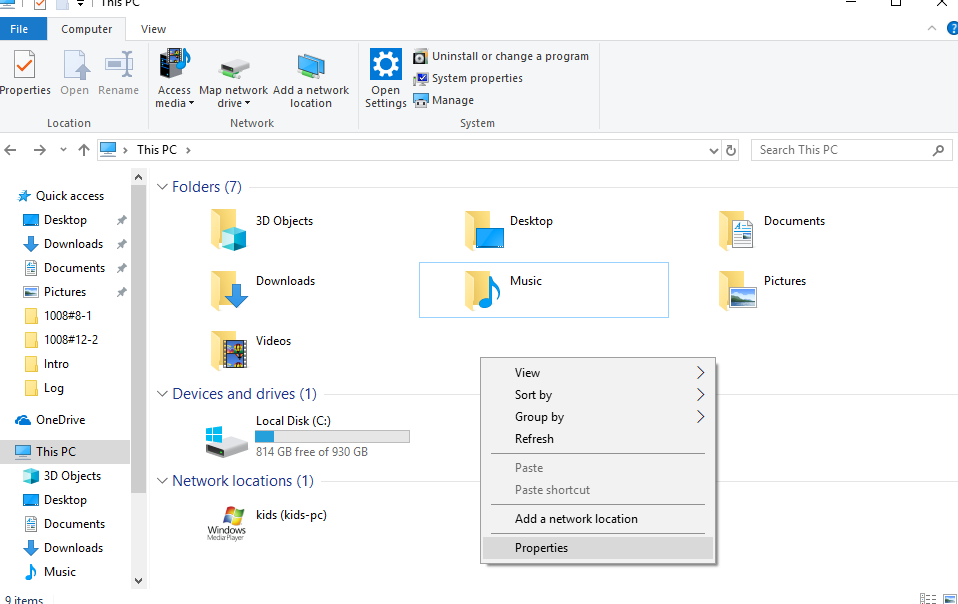 This PC
File Computer View
Properties Open Rename Access media Map network drive Add a network location Open Settings
Uninstall or change a program
System properties
Manage
Location Network System
This PC
Search This PC
Quick access
Desktop
Downloads
Documents
Pictures
1008#8-1
1008#12-2
Intro
Log
OneDrive
This PC
3D Objects
Desktop
Documents
Downloads
Music
Folders (7)
3D Objects Desktop Documents
Downloads Music Pictures
Videos
Devices and drives (1)
Local Disk (C:)
814 GB free of 930 GB
Network locations (1)
Windows
Media Player
kids (kids-pc)
View
Sort by
Group by
Refresh
Paste
Paste shortcut
Add a network location
Properties
9 items